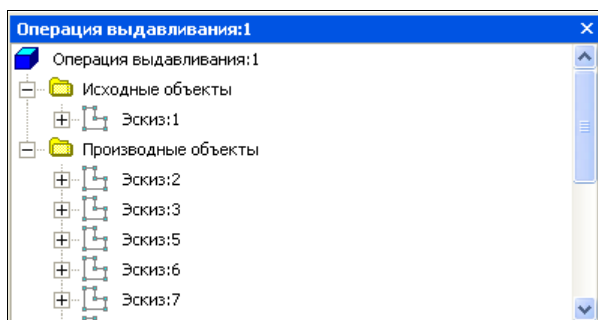 Операция выдавливания:1
Операция выдавливания:1
Исходные объекты
Эскиз:1
Производные объекты
Эскиз:2
Эскиз:3
Эскиз:5
Эскиз:6
Эскиз:7